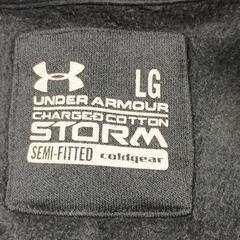 LG
UNDER ARMOUR
CHARGED COTTON
STORM
SEMI-FITTED coldgear